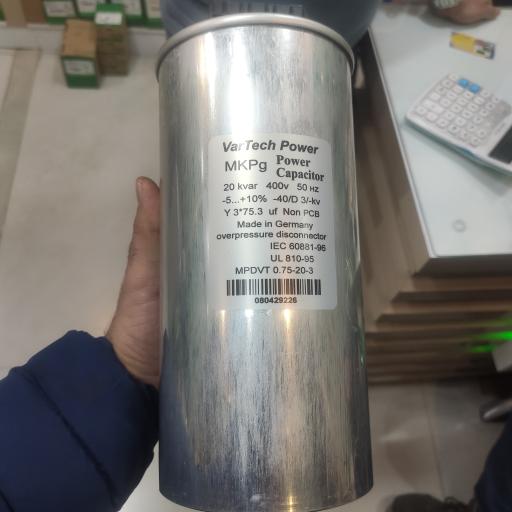 VarTech Power
MKPg Power Capacitor
20 kvar 400v 50 Hz
-5...+10% -40/D 3/-kv
Y 3*75.3 uf Non PCB
Made in Germany
overpressure disconnector
IEC 60881-96
UL 810-95
MPDVT 0.75-20-3
080429226